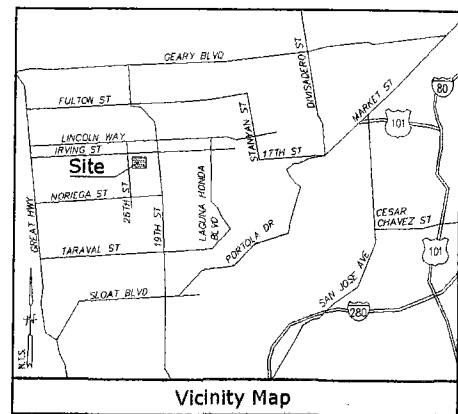 GEARY BLVD
FULTON ST
DIVISADERO ST
MARKET ST
80
101
STANYAN ST
LINCOLN WAY
IRVING ST
17TH ST
Site
26TH ST
19TH ST
LAGUNA HONDA
BLVD
NORIEGA ST
GREAT HWY
CESAR
CHAVEZ ST
PORTOLA DR
TARAVAL ST
101
SLOAT BLVD
SAN JOSE AVE
280
N.T.S.
Vicinity Map